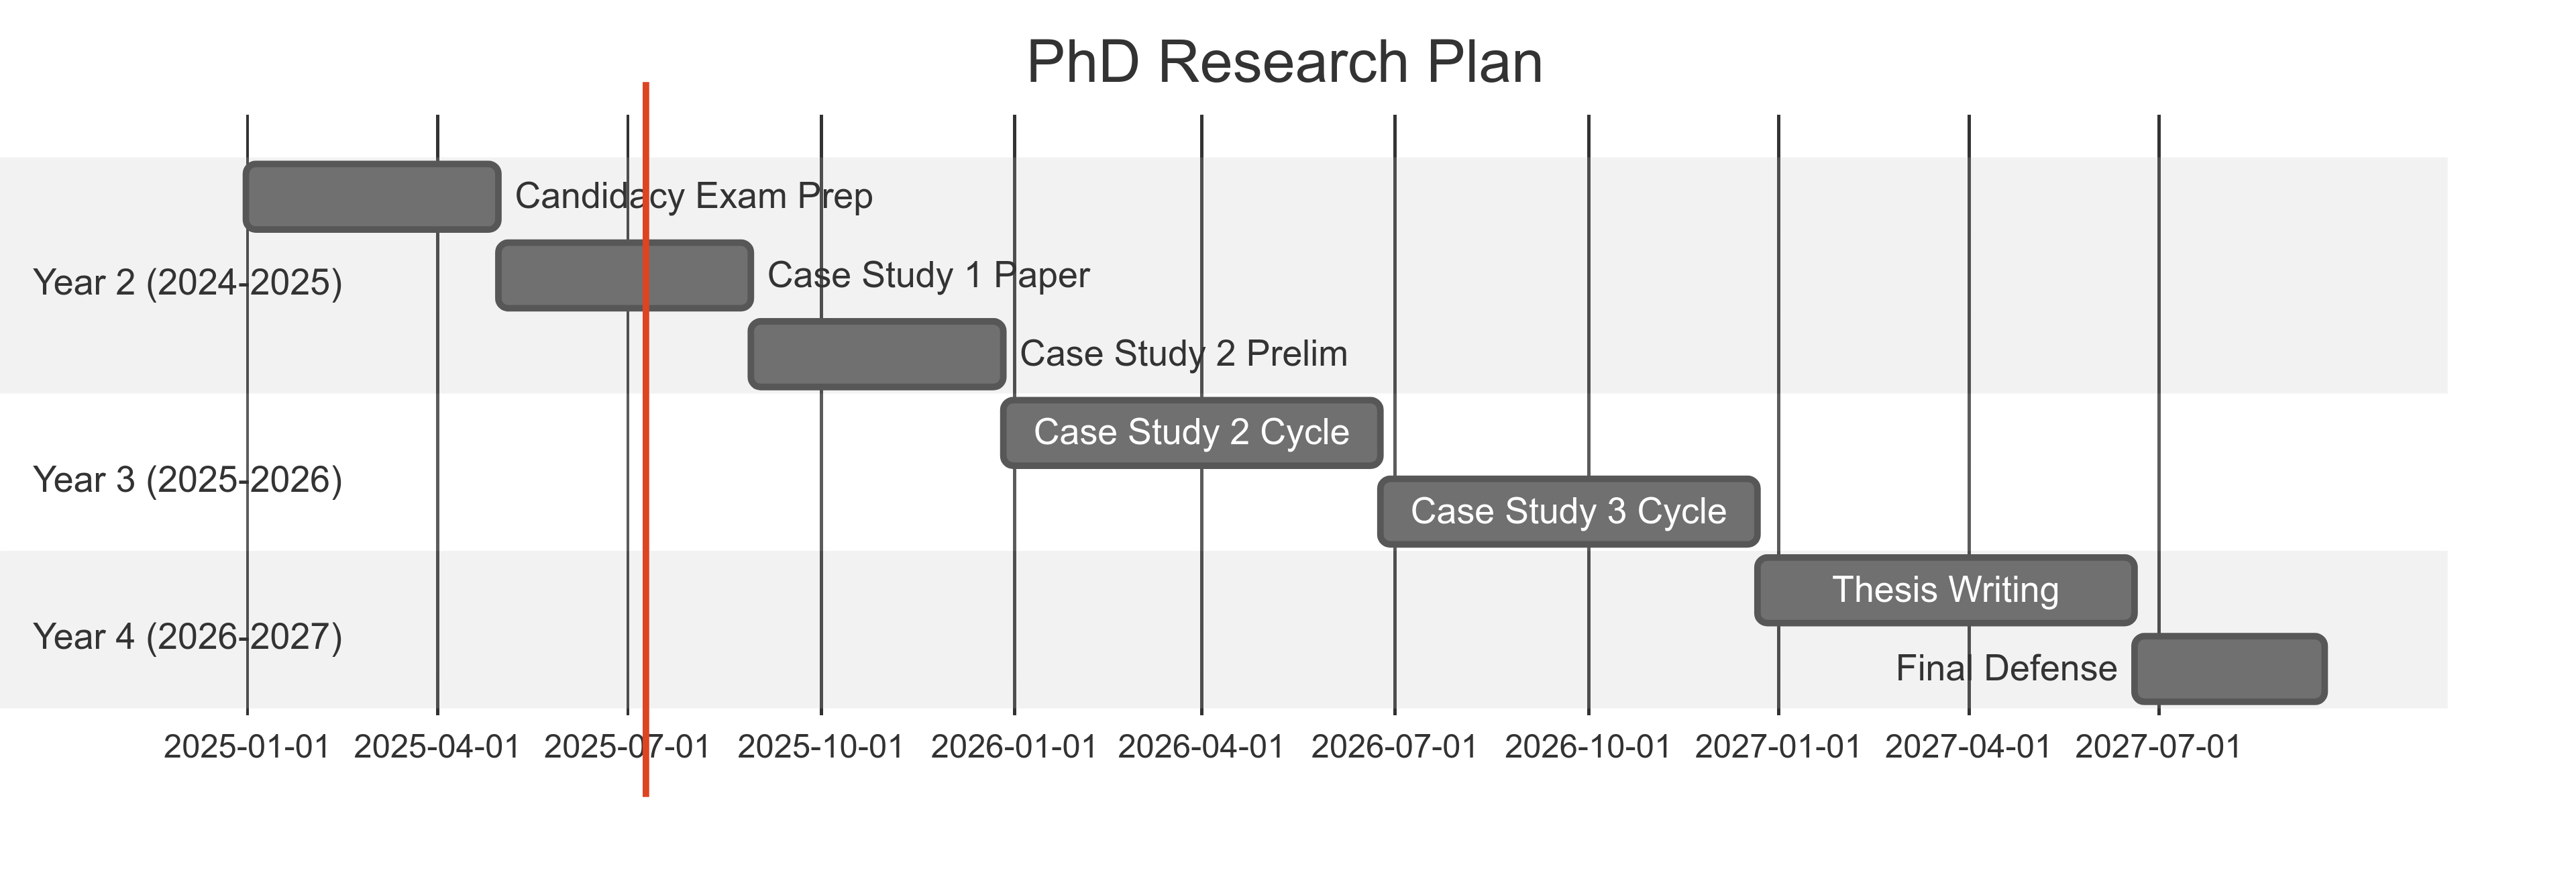 PhD Research Plan
Candidacy Exam Prep
Case Study 1 Paper
Year 2 (2024-2025)
Case Study 2 Prelim
Case Study 2 Cycle
Year 3 (2025-2026)
Case Study 3 Cycle
Thesis Writing
Year 4 (2026-2027)
Final Defense
2025-01-01 2025-04-01 2025-07-01 2025-10-01 2026-01-01 2026-04-01 2026-07-01 2026-10-01 2027-01-01 2027-04-01 2027-07-01